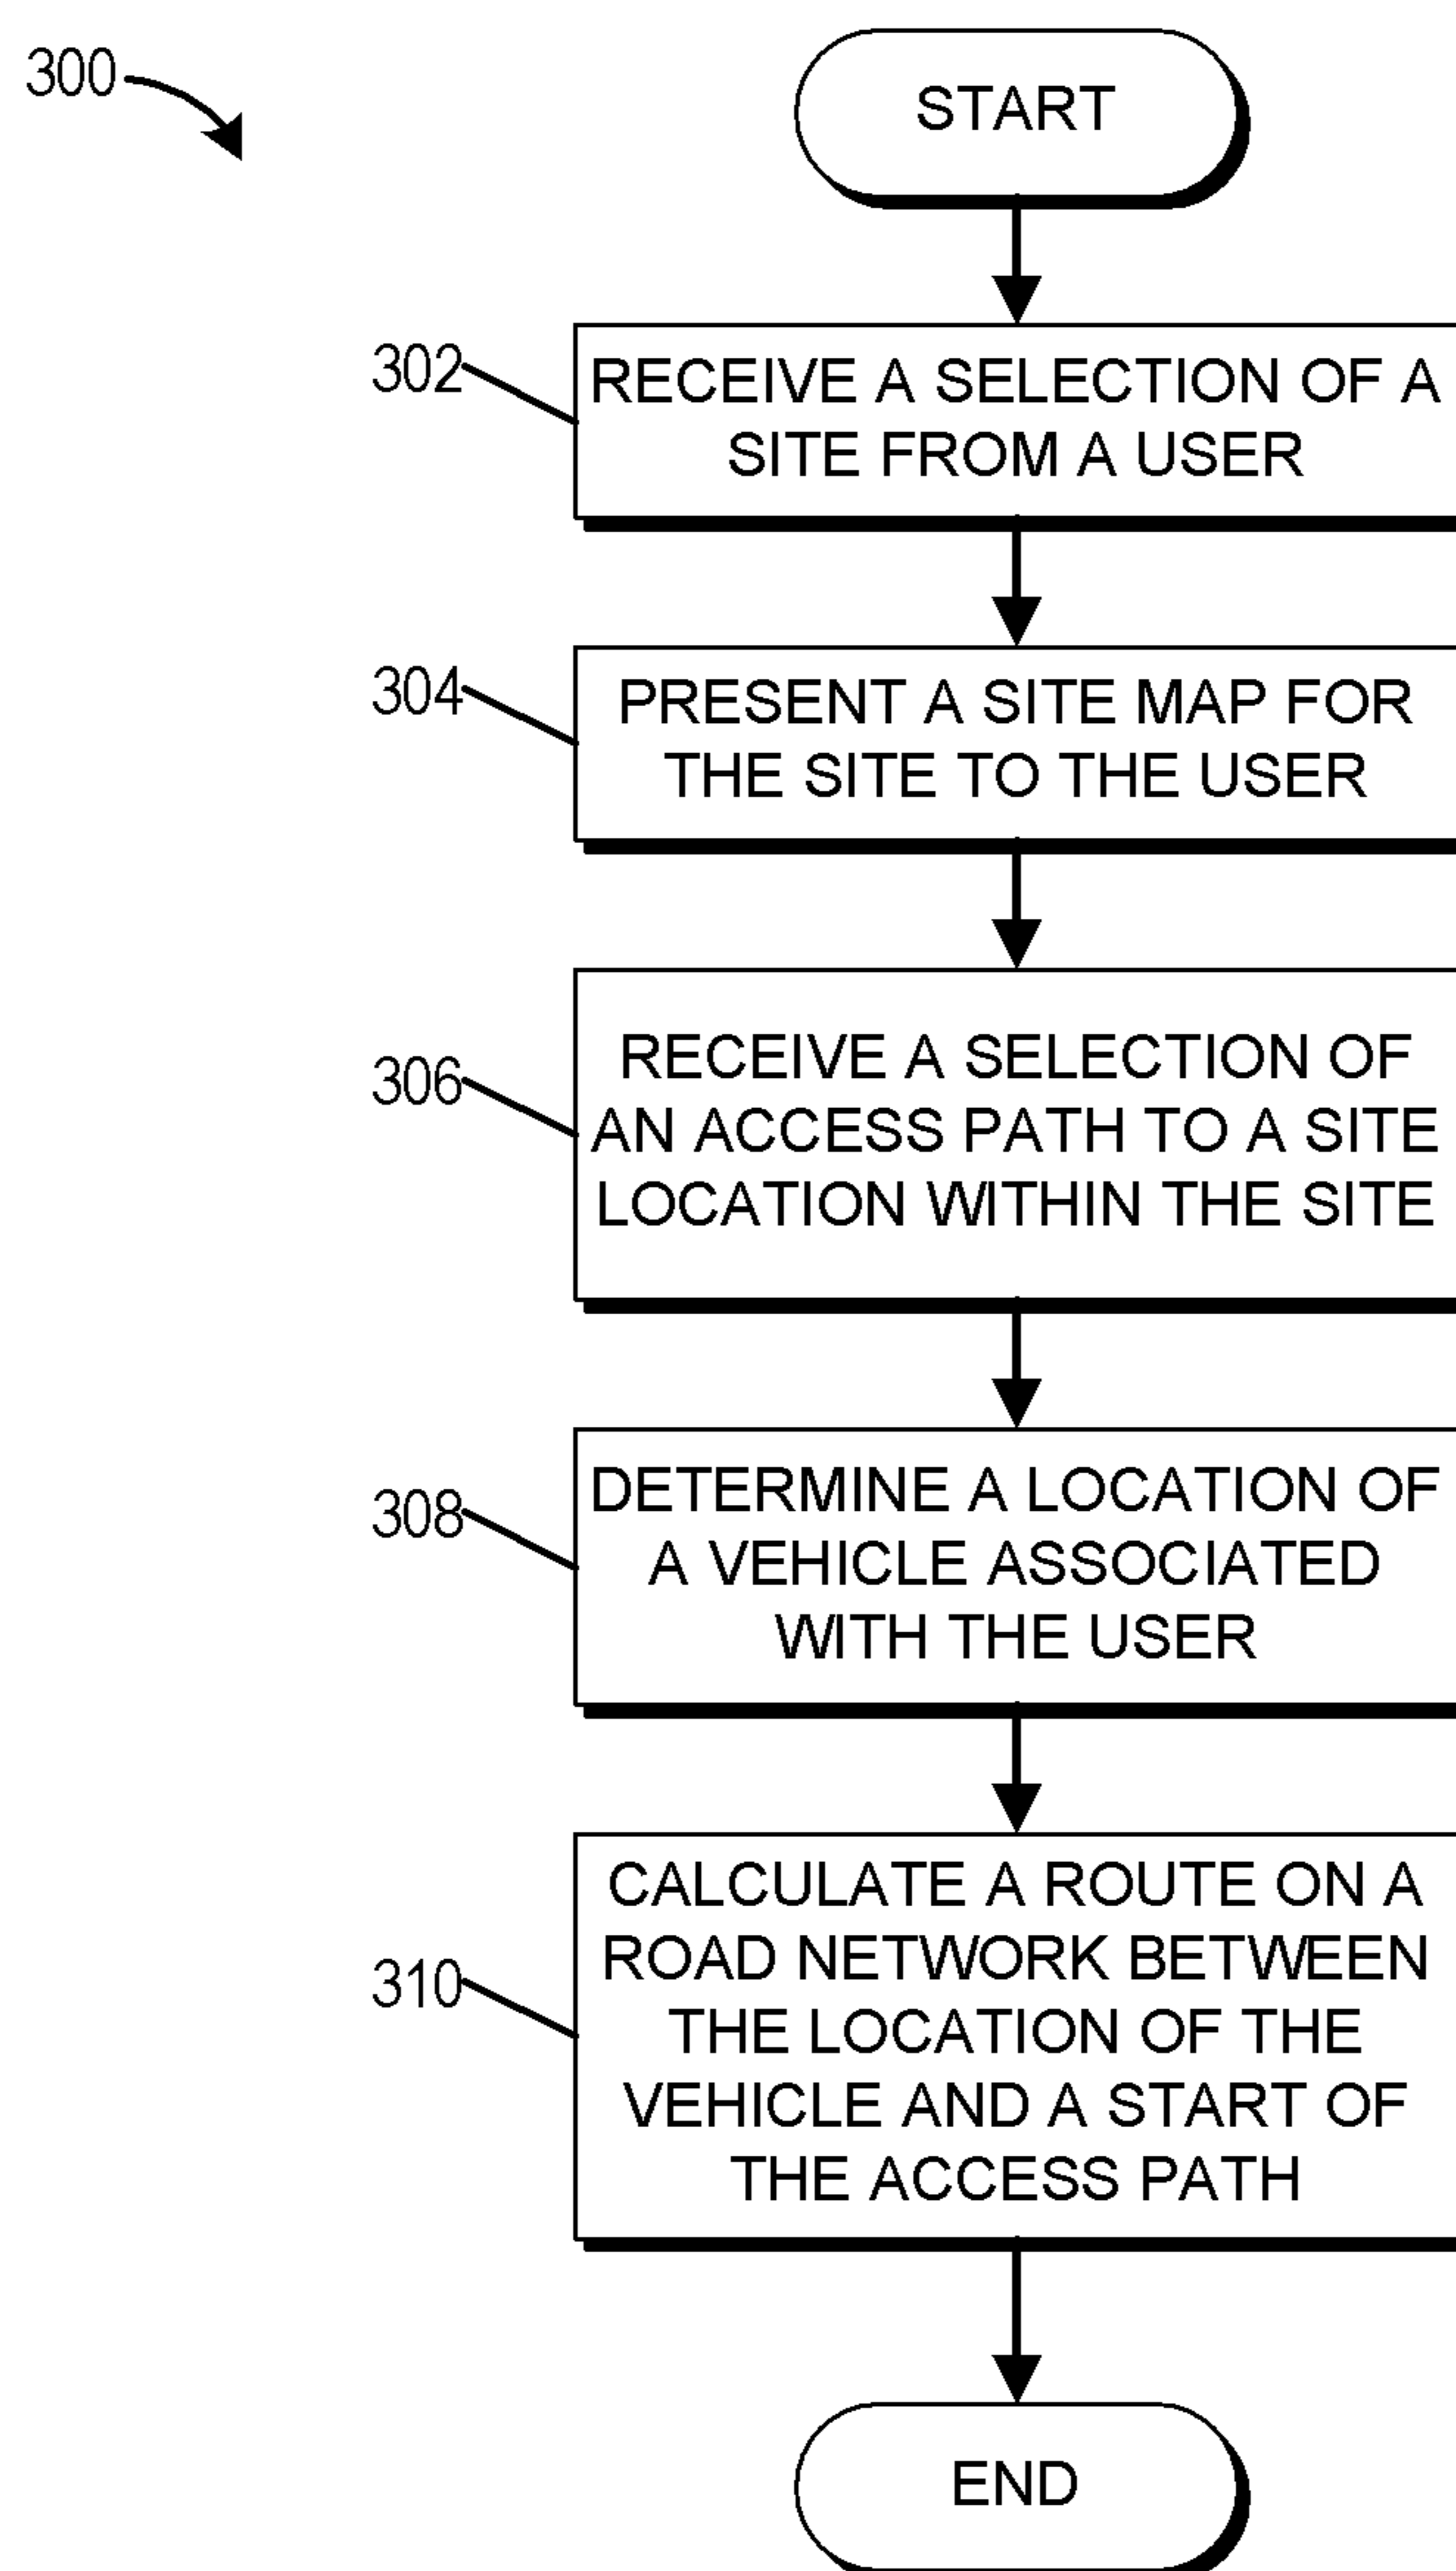 300
START
302
RECEIVE A SELECTION OF A
SITE FROM A USER
304
PRESENT A SITE MAP FOR
THE SITE TO THE USER
306
RECEIVE A SELECTION OF
AN ACCESS PATH TO A SITE
LOCATION WITHIN THE SITE
308
DETERMINE A LOCATION OF
A VEHICLE ASSOCIATED
WITH THE USER
310
CALCULATE A ROUTE ON A
ROAD NETWORK BETWEEN
THE LOCATION OF THE
VEHICLE AND A START OF
THE ACCESS PATH
END